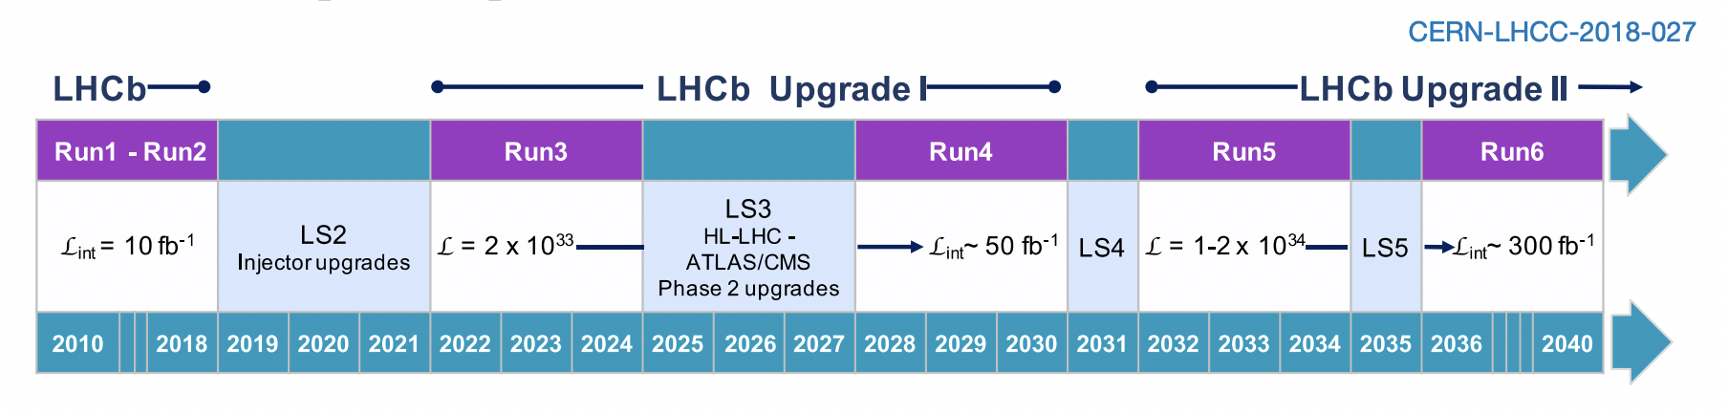 CERN-LHCC-2018-027
LHCb LHCb Upgrade I LHCb Upgrade II
Run1 - Run2 Run3 Run4 Run5 Run6
ℒint = 10 fb-1
LS2
Injector upgrades
ℒ = 2 x 10³³
LS3
HL-LHC -
ATLAS/CMS
Phase 2 upgrades
ℒint~ 50 fb-1
LS4
ℒ = 1-2 x 10³⁴
LS5
ℒint~ 300 fb-1
2010 2018 2019 2020 2021 2022 2023 2024 2025 2026 2027 2028 2029 2030 2031 2032 2033 2034 2035 2036 2040